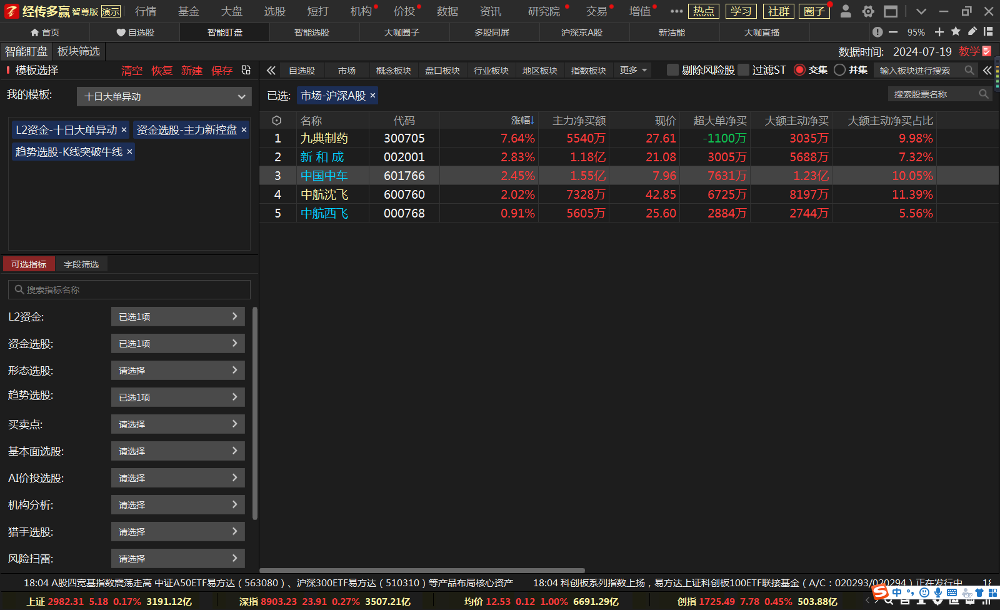 经传多赢 智尊版 演示 行情 基金 大盘 选股 短打 机构 价投 数据 资讯 研究院 交易 增值 ••• 热点 学习 社群 圈子
首页 自选股 智能盯盘 智能选股 大咖圈子 多股同屏 沪深京A股 新洁能 大咖直播 95%
智能盯盘 板块筛选 数据时间: 2024-07-19 教学
模板选择 清空 恢复 新建 保存
自选股 市场 概念板块 盘口板块 行业板块 地区板块 指数板块 更多 剔除风险股 过滤ST 交集 并集 输入板块进行搜索
我的模板: 十日大单异动
已选: 市场-沪深A股 × 搜索股票名称
L2资金-十日大单异动 × 资金选股-主力新控盘 ×
趋势选股-K线突破牛线 ×
名称 代码 涨幅↓ 主力净买额 现价 超大单净买 大额主动净买 大额主动净买占比
1 九典制药 300705 7.64% 5540万 27.61 -1100万 3035万 9.98%
2 新 和 成 002001 2.83% 1.18亿 21.08 3005万 5688万 7.32%
3 中国中车 601766 2.45% 1.55亿 7.96 7631万 1.23亿 10.05%
4 中航沈飞 600760 2.02% 7328万 42.85 6725万 8197万 11.39%
5 中航西飞 000768 0.91% 5605万 25.60 2884万 2744万 5.56%
可选指标 字段筛选
搜索指标名称
L2资金: 已选1项
资金选股: 已选1项
形态选股: 请选择
趋势选股: 已选1项
买卖点: 请选择
基本面选股: 请选择
AI价投选股: 请选择
机构分析: 请选择
猎手选股: 请选择
风险扫雷: 请选择
18:04 A股四宽基指数震荡走高 中证A50ETF易方达（563080）、沪深300ETF易方达（510310）等产品布局核心资产 18:04 科创板系列指数上扬，易方达上证科创板100ETF联接基金（A/C：020293/020294）正在发行中
上证 2982.31 5.18 0.17% 3191.12亿 深指 8903.23 23.91 0.27% 3507.21亿 均价 12.53 0.12 1.00% 6691.29亿 创指 1725.49 7.78 0.45% 503.88亿
中